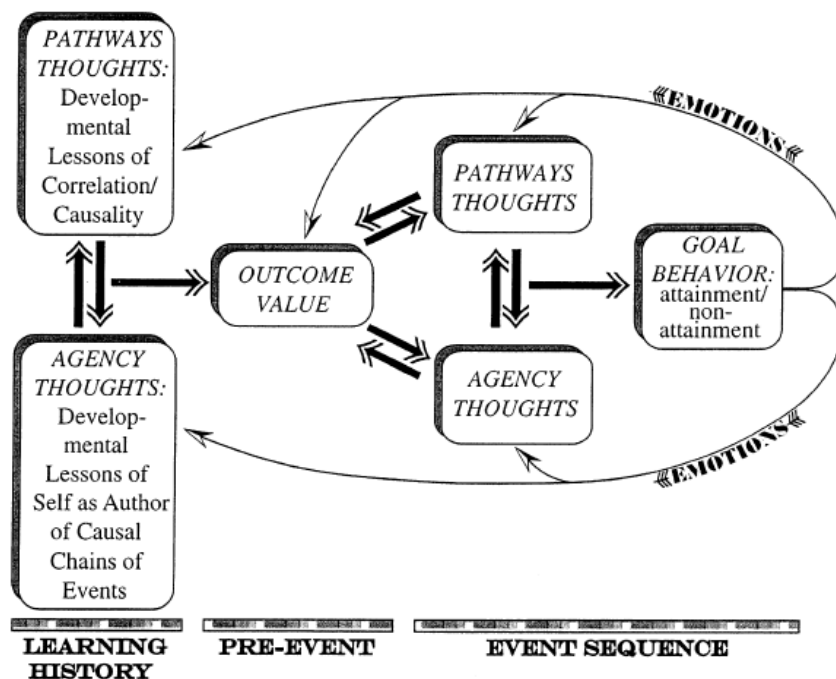 PATHWAYS
THOUGHTS:
Develop-
mental
Lessons of
Correlation/
Causality
AGENCY
THOUGHTS:
Develop-
mental
Lessons of
Self as Author
of Causal
Chains of
Events
OUTCOME
VALUE
PATHWAYS
THOUGHTS
AGENCY
THOUGHTS
GOAL
BEHAVIOR:
attainment/
non-
attainment
EMOTIONS
EMOTIONS
LEARNING
HISTORY
PRE-EVENT
EVENT SEQUENCE